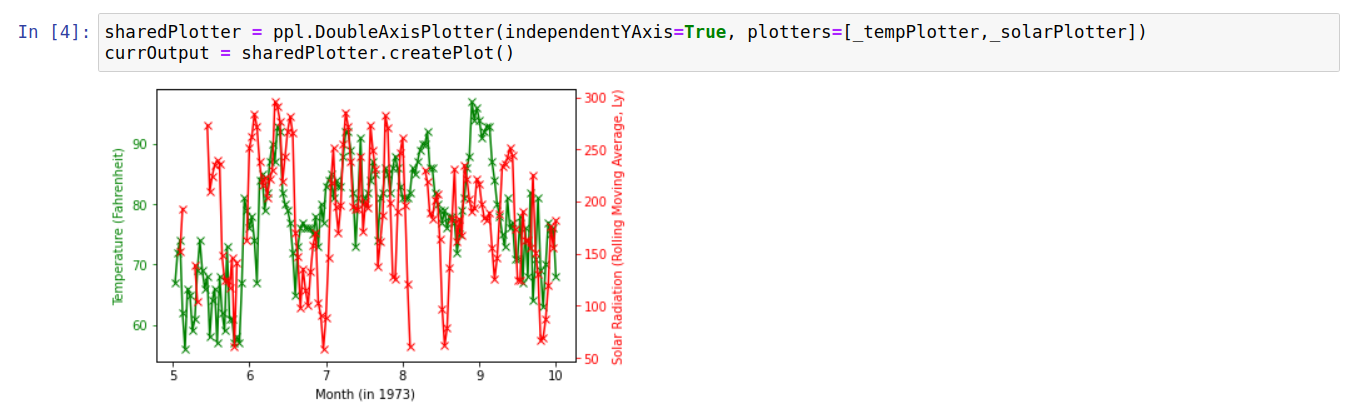 In [4]: sharedPlotter = ppl.DoubleAxisPlotter(independentYAxis=True, plotters=[_tempPlotter,_solarPlotter])
currOutput = sharedPlotter.createPlot()
Temperature (Fahrenheit)
90
80
70
60
300
250
200
150
100
50
Solar Radiation (Rolling Moving Average, Ly)
5 6 7 8 9 10
Month (in 1973)